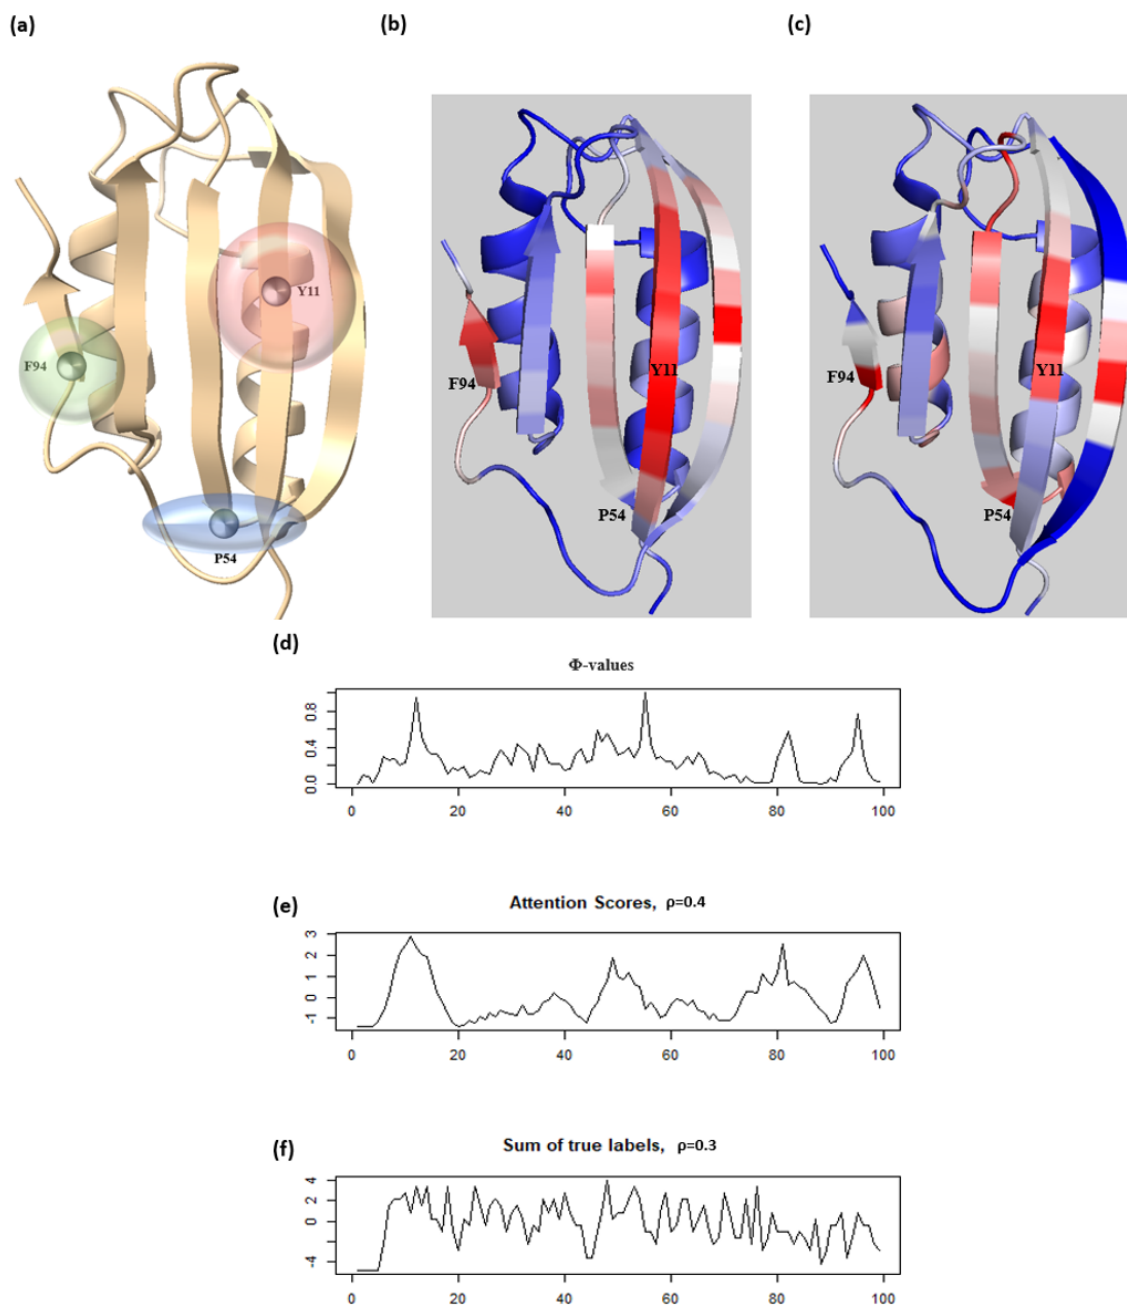 (a)
(b)
(c)
Y11
F94
P54
F94
Y11
P54
F94
Y11
P54
(d)
Φ-values
0.0 0.4 0.8
0 20 40 60 80 100
(e)
Attention Scores, ρ=0.4
-1 0 1 2 3
0 20 40 60 80 100
(f)
Sum of true labels, ρ=0.3
-4 0 2 4
0 20 40 60 80 100